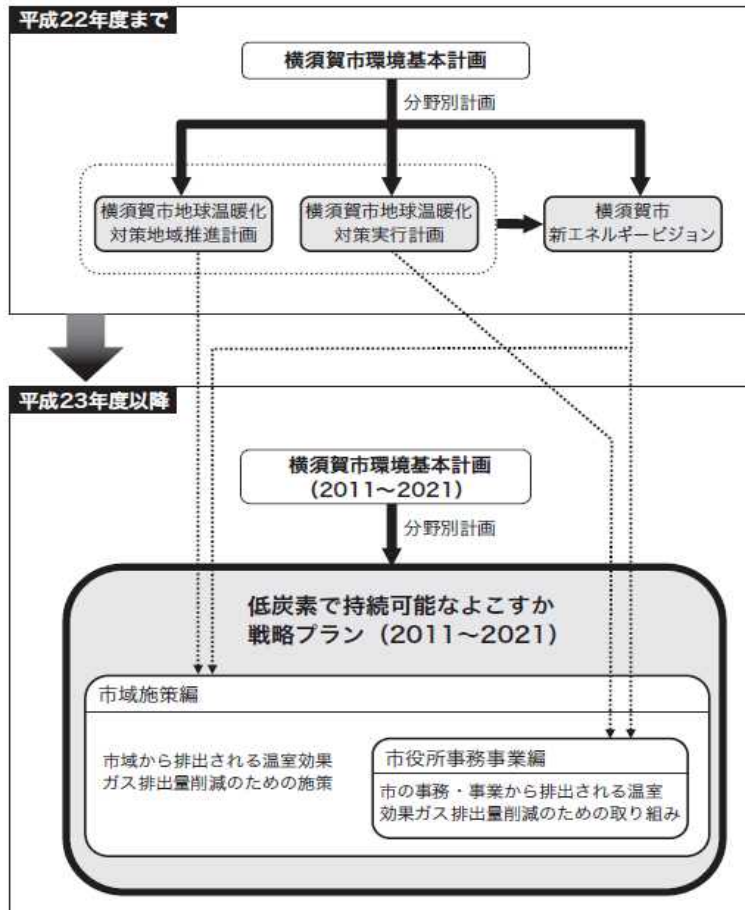 平成22年度まで
横須賀市環境基本計画
分野別計画
横須賀市地球温暖化
対策地域推進計画
横須賀市地球温暖化
対策実行計画
横須賀市
新エネルギービジョン
平成23年度以降
横須賀市環境基本計画
（2011～2021）
分野別計画
低炭素で持続可能なよこすか
戦略プラン（2011～2021）
市域施策編
市域から排出される温室効果
ガス排出量削減のための施策
市役所事務事業編
市の事務・事業から排出される温室
効果ガス排出量削減のための取り組み